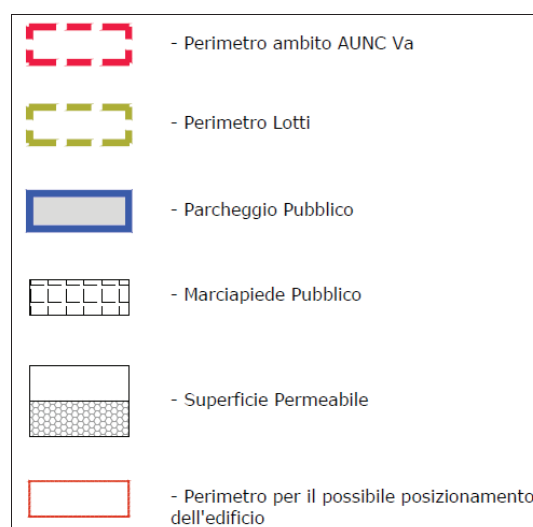 - Perimetro ambito AUNC Va
- Perimetro Lotti
- Parcheggio Pubblico
- Marciapiede Pubblico
- Superficie Permeabile
- Perimetro per il possibile posizionamento
dell'edificio